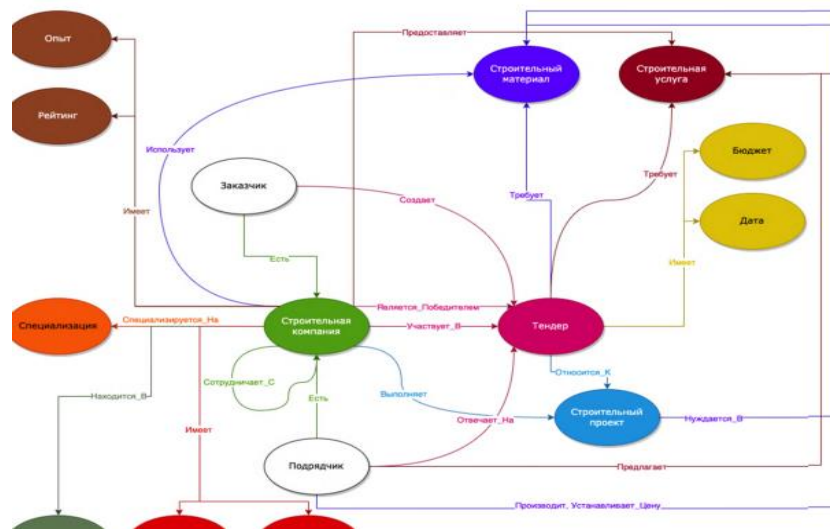 Опыт
Предоставляет
Строительный
материал
Строительная
услуга
Рейтинг
Использует
Бюджет
Заказчик
Требует
Требует
Создает
Имеет
Дата
Есть
Имеет
Является_Победителем
Специализация
Специализируется_На
Строительная
компания
Участвует_В
Тендер
Относится_К
Сотрудничает_С
Находится_В
Есть
Выполняет
Строительный
проект
Нуждается_В
Отвечает_На
Имеет
Подрядчик
Предлагает
Производит, Устанавливает_Цену